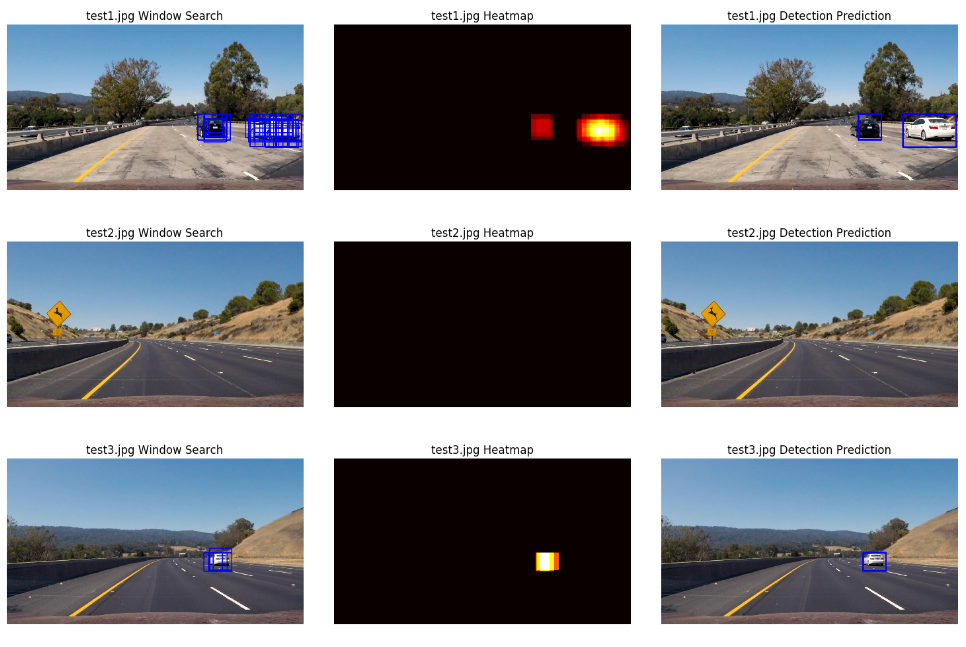 test1.jpg Window Search
test1.jpg Heatmap
test1.jpg Detection Prediction
test2.jpg Window Search
test2.jpg Heatmap
test2.jpg Detection Prediction
test3.jpg Window Search
test3.jpg Heatmap
test3.jpg Detection Prediction